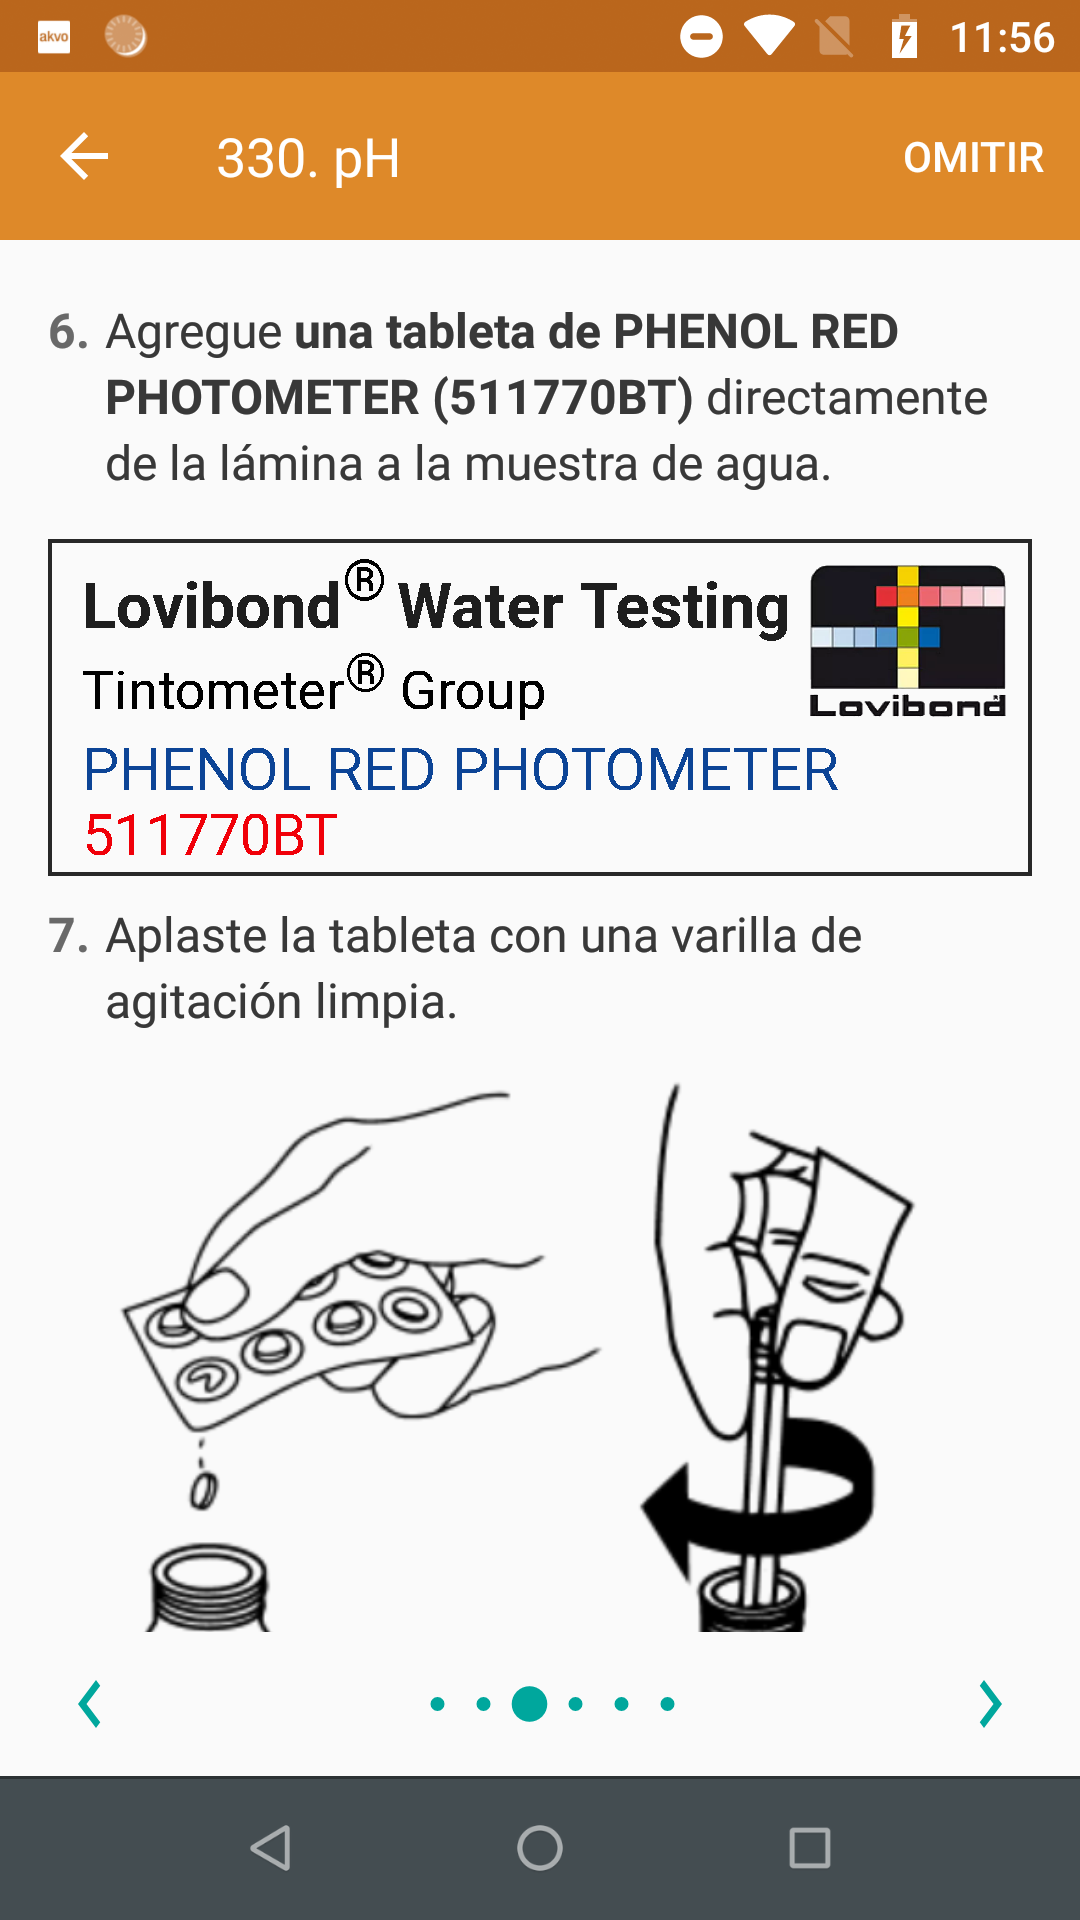 akvo
11:56
330. pH
OMITIR
6. Agregue una tableta de PHENOL RED
PHOTOMETER (511770BT) directamente
de la lámina a la muestra de agua.
Lovibond® Water Testing
Tintometer® Group
Lovibond
PHENOL RED PHOTOMETER
511770BT
7. Aplaste la tableta con una varilla de
agitación limpia.